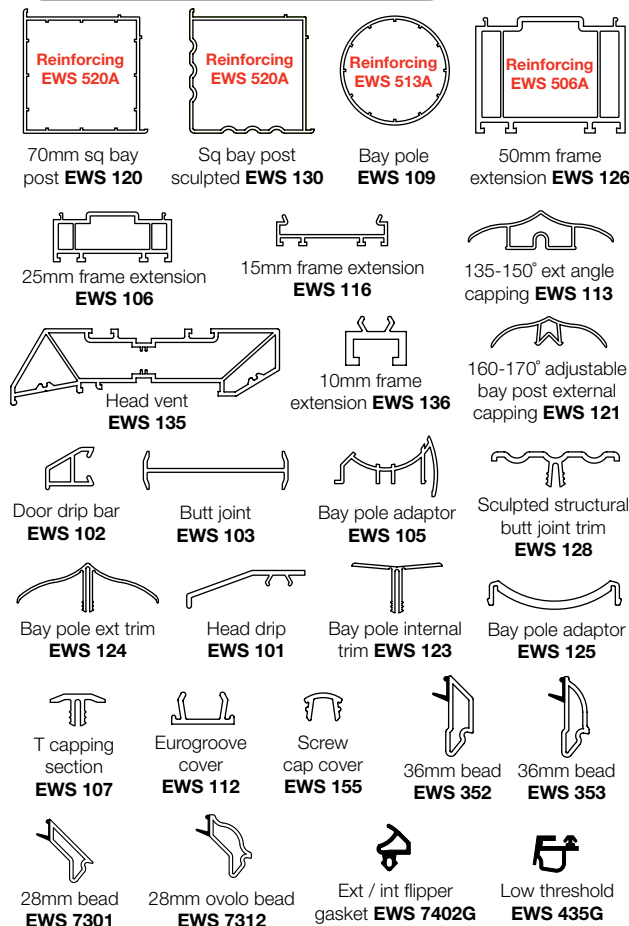 Reinforcing
EWS 520A
Reinforcing
EWS 520A
Reinforcing
EWS 513A
Reinforcing
EWS 506A
70mm sq bay
post EWS 120
Sq bay post
sculpted EWS 130
Bay pole
EWS 109
50mm frame
extension EWS 126
25mm frame extension
EWS 106
15mm frame extension
EWS 116
135-150° ext angle
capping EWS 113
Head vent
EWS 135
10mm frame
extension EWS 136
160-170° adjustable
bay post external
capping EWS 121
Door drip bar
EWS 102
Butt joint
EWS 103
Bay pole adaptor
EWS 105
Sculpted structural
butt joint trim
EWS 128
Bay pole ext trim
EWS 124
Head drip
EWS 101
Bay pole internal
trim EWS 123
Bay pole adaptor
EWS 125
T capping
section
EWS 107
Eurogroove
cover
EWS 112
Screw
cap cover
EWS 155
36mm bead
EWS 352
36mm bead
EWS 353
28mm bead
EWS 7301
28mm ovolo bead
EWS 7312
Ext / int flipper
gasket EWS 7402G
Low threshold
EWS 435G